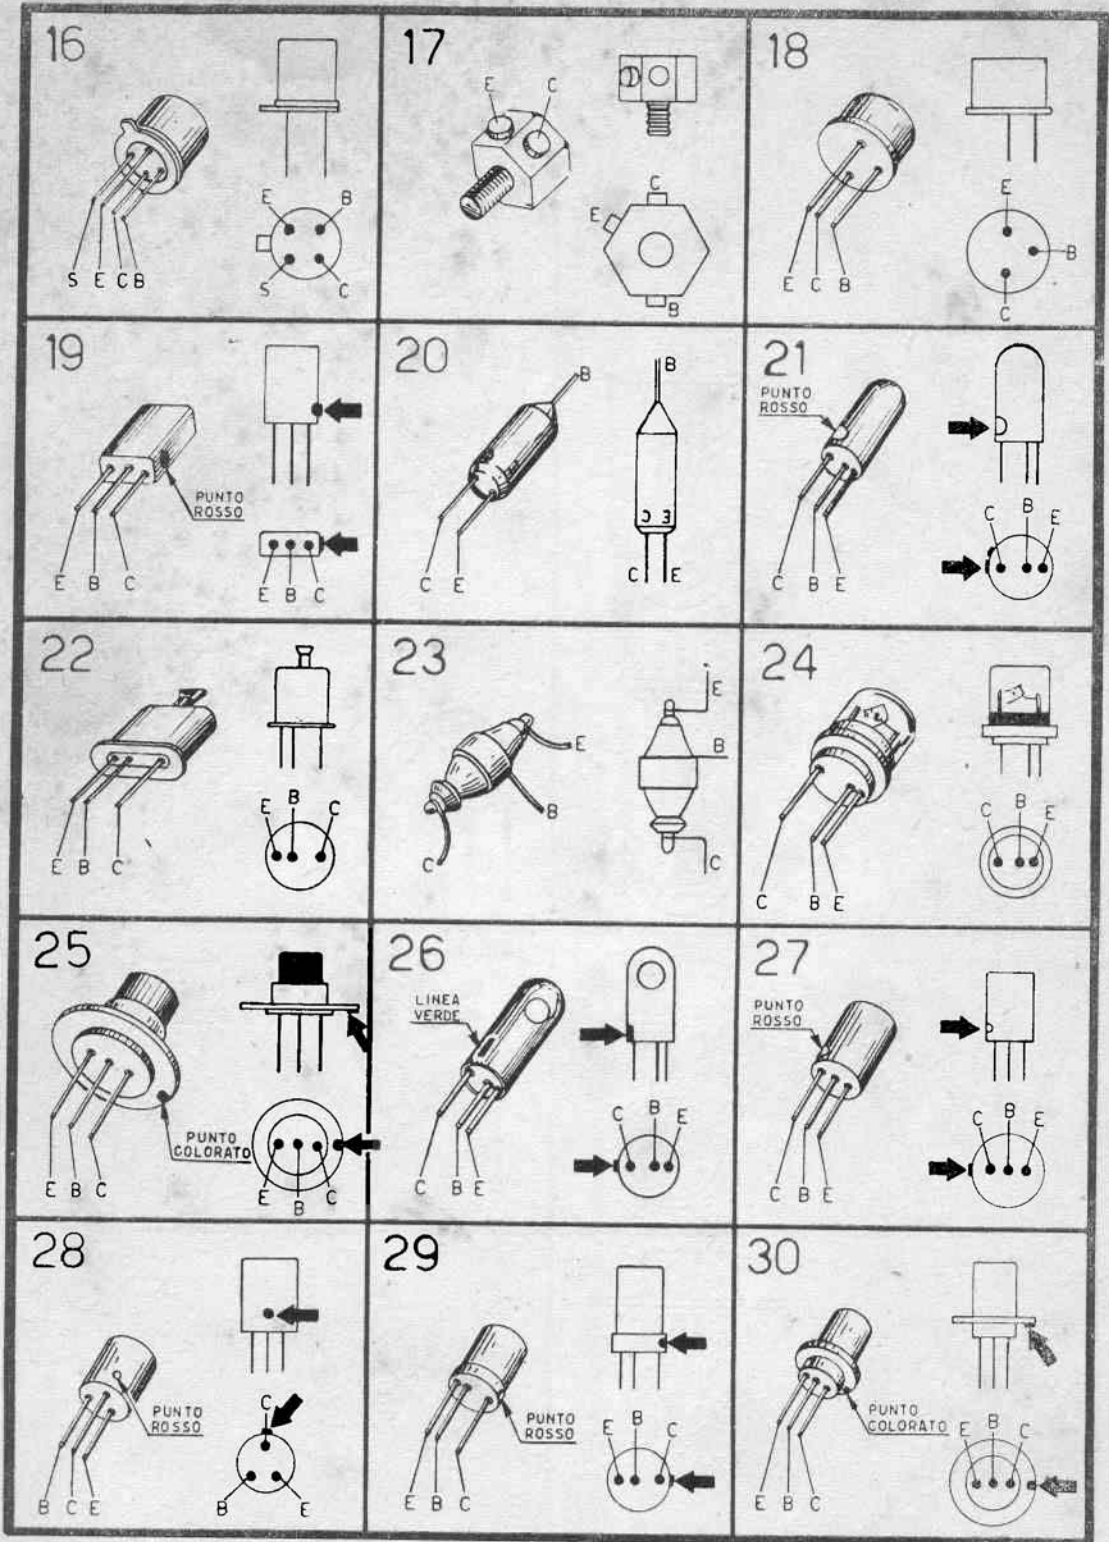 16
E B
S C
S E C B
17
E C
C
E
B
18
E
B
C
E C B
19
PUNTO
ROSSO
E B C
E B C
20
B
B
C E
C E
C E
21
PUNTO
ROSSO
C B E
C B E
22
E B C
E B C
23
E
B
C
E
B
C
24
C B E
C B E
25
PUNTO
COLORATO
E B C
E B C
26
LINEA
VERDE
C B E
C B E
27
PUNTO
ROSSO
C B E
C B E
28
PUNTO
ROSSO
C
B E
B C E
29
PUNTO
ROSSO
E B C
E B C
30
PUNTO
COLORATO
E B C
E B C